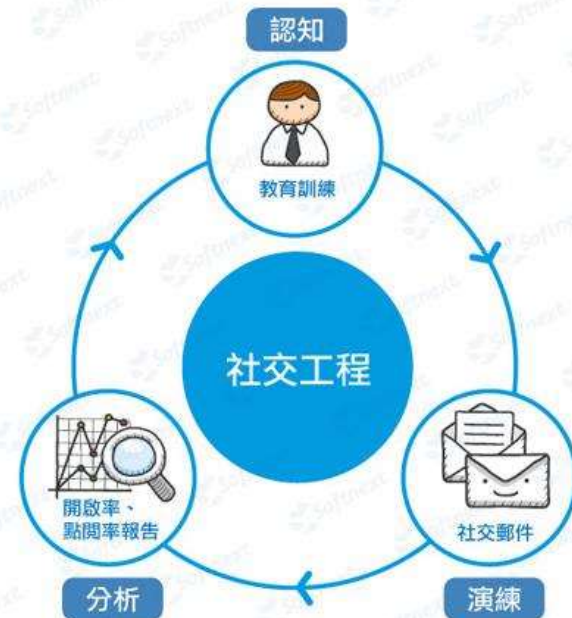 認知
教育訓練
社交工程
開啟率、
點閱率報告
分析
社交郵件
演練
Softnext